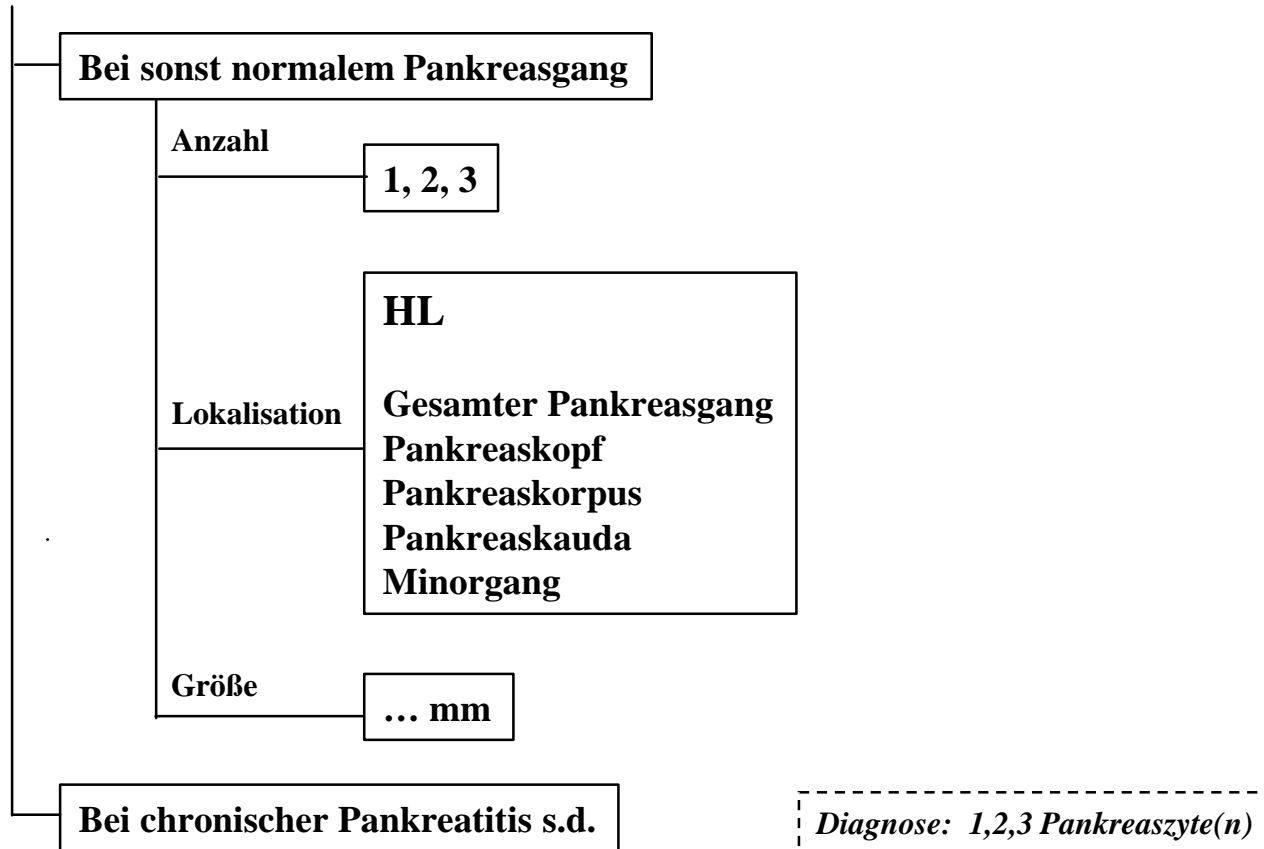 Bei sonst normalem Pankreasgang
Anzahl
1, 2, 3
HL
Gesamter Pankreasgang
Lokalisation
Pankreaskopf
Pankreaskorpus
Pankreaskauda
Minorgang
Größe
… mm
Bei chronischer Pankreatitis s.d.
Diagnose: 1,2,3 Pankreaszyte(n)